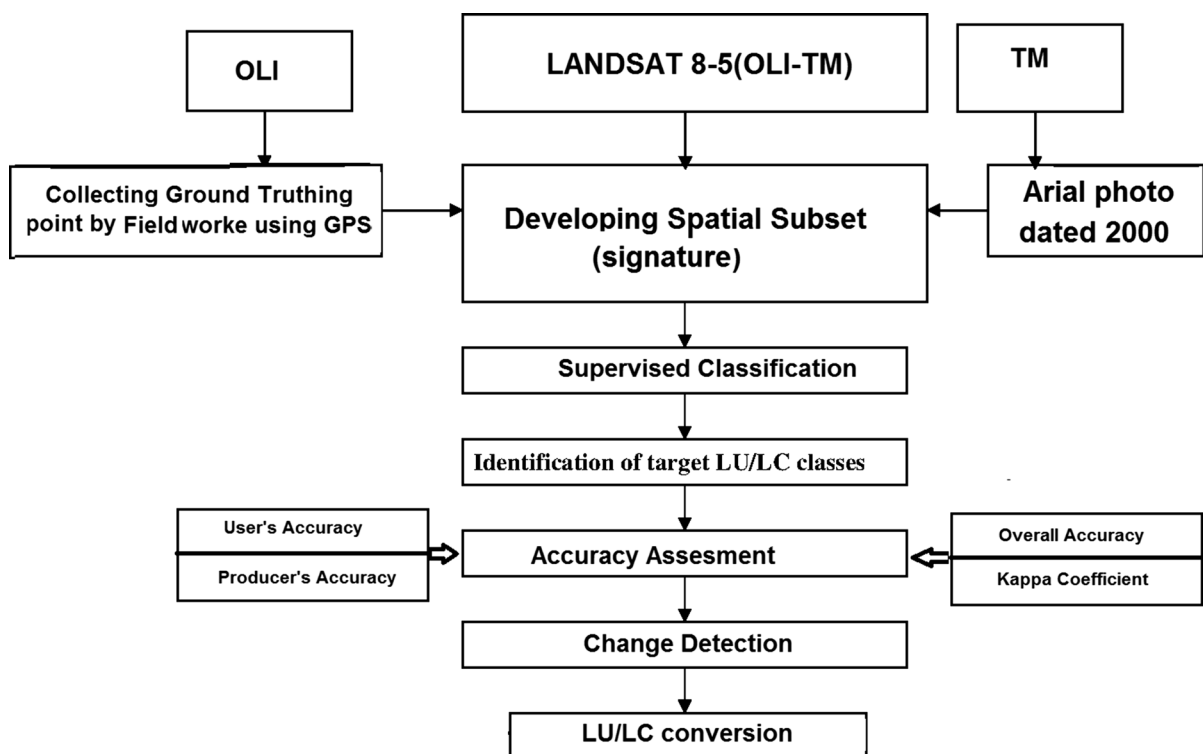 OLI
LANDSAT 8-5(OLI-TM)
TM
Collecting Ground Truthing
point by Field worke using GPS
Developing Spatial Subset
(signature)
Arial photo
dated 2000
Supervised Classification
Identification of target LU/LC classes
User's Accuracy
Producer's Accuracy
Accuracy Assesment
Overall Accuracy
Kappa Coefficient
Change Detection
LU/LC conversion